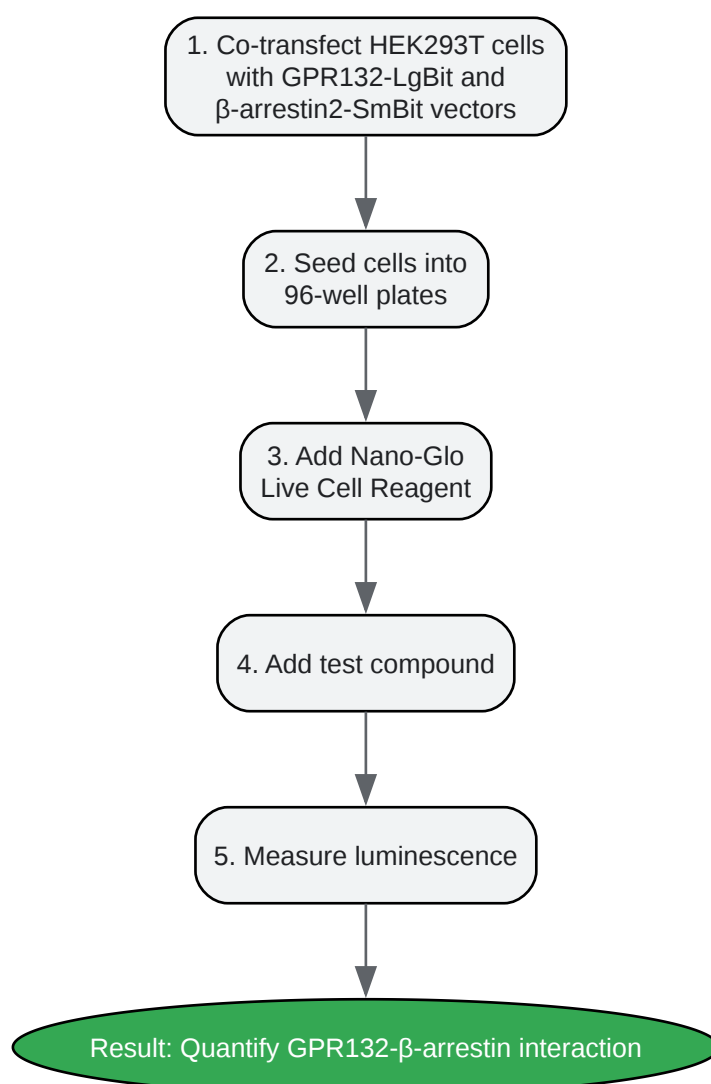 1. Co-transfect HEK293T cells
with GPR132-LgBit and
β-arrestin2-SmBit vectors
2. Seed cells into
96-well plates
3. Add Nano-Glo
Live Cell Reagent
4. Add test compound
5. Measure luminescence
Result: Quantify GPR132-β-arrestin interaction